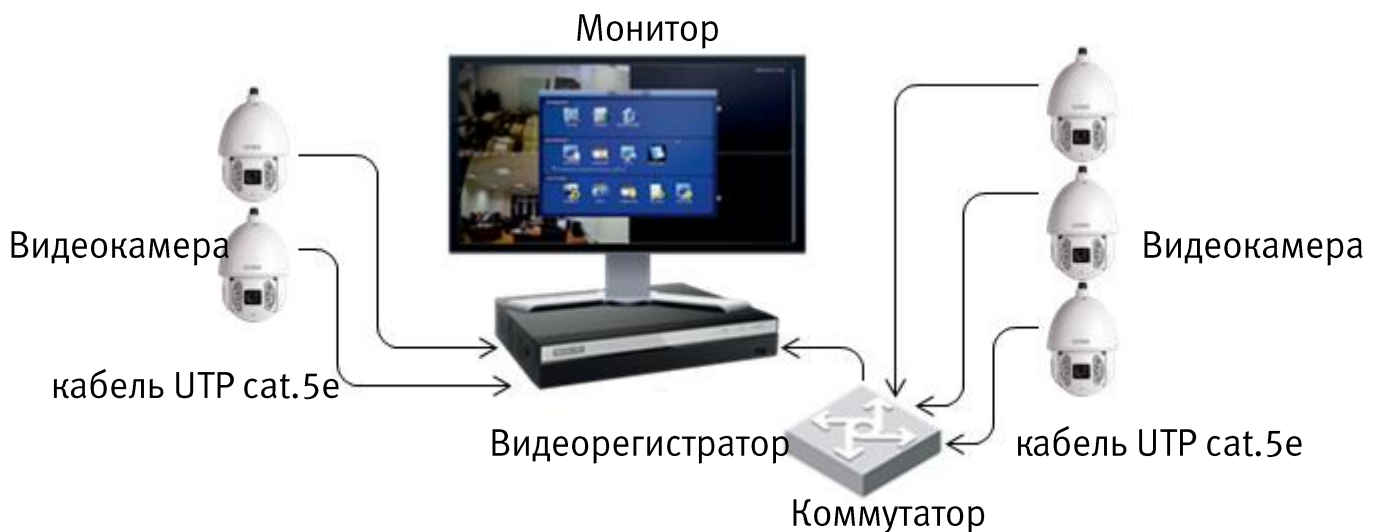 Монитор
Видеокамера
Видеокамера
кабель UTP cat.5e
Видеорегистратор
кабель UTP cat.5e
Коммутатор